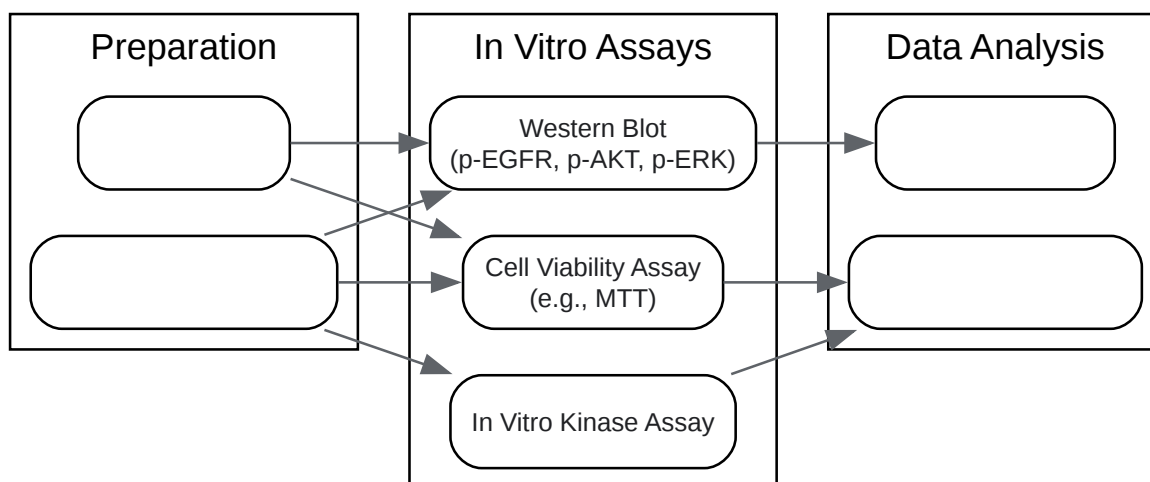 Preparation
In Vitro Assays
Data Analysis
Western Blot
(p-EGFR, p-AKT, p-ERK)
Cell Viability Assay
(e.g., MTT)
In Vitro Kinase Assay